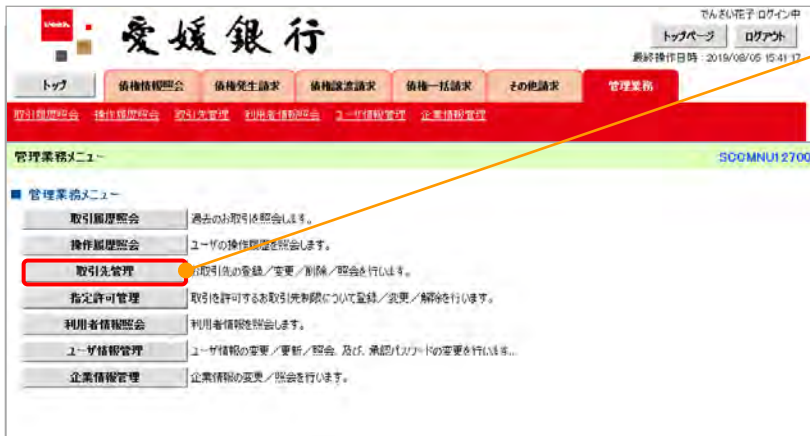 でんさい花子 ログイン中
愛媛銀行
トップページ ログアウト
最終操作日時：2019/08/05 15:41:17
トップ 債権情報照会 債権発生請求 債権譲渡請求 債権一括請求 その他請求 管理業務
取引履歴照会 操作履歴照会 取引先管理 利用者情報照会 ユーザ情報管理 企業情報管理
管理業務メニュー SCCMNU12700
■ 管理業務メニュー
取引履歴照会 過去のお取引を照会します。
操作履歴照会 ユーザの操作履歴を照会します。
取引先管理 お取引先の登録／変更／削除／照会を行います。
指定許可管理 取引を許可するお取引先制限について登録／変更／解除を行います。
利用者情報照会 利用者情報を照会します。
ユーザ情報管理 ユーザ情報の変更／更新／照会、及び、承認パスワードの変更を行います。
企業情報管理 企業情報の変更／照会を行います。